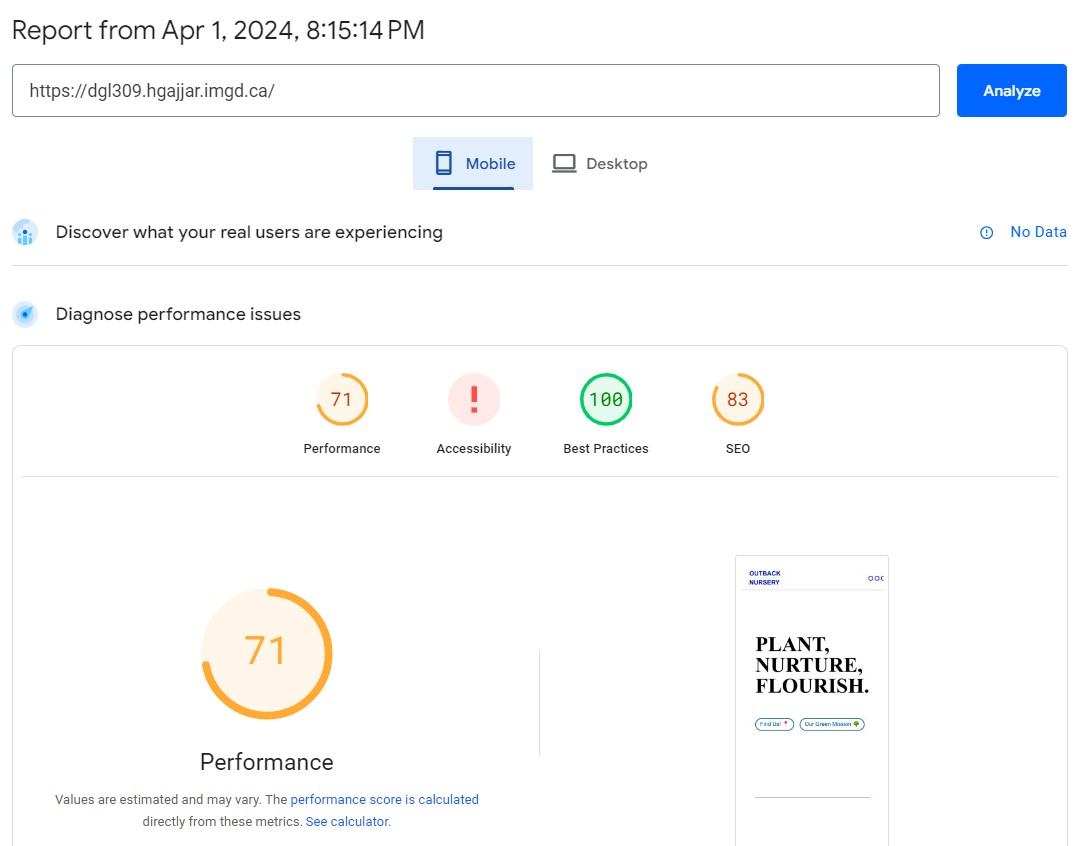 Report from Apr 1, 2024, 8:15:14 PM
https://dgl309.hgajjar.imgd.ca/
Analyze
Mobile
Desktop
Discover what your real users are experiencing
No Data
Diagnose performance issues
71
100
83
Performance
Accessibility
Best Practices
SEO
OUTBACK
NURSERY
PLANT,
NURTURE,
FLOURISH.
Find Us!
Our Green Mission
71
Performance
Values are estimated and may vary. The performance score is calculated
directly from these metrics. See calculator.